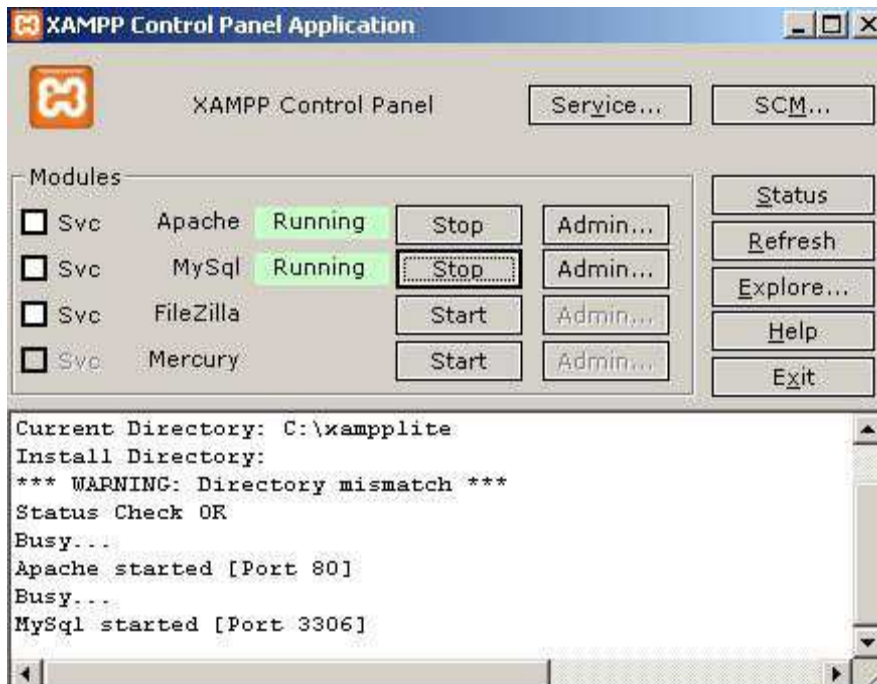 XAMPP Control Panel Application
XAMPP Control Panel Service... SCM...
Modules
Svc Apache Running Stop Admin...
Svc MySql Running Stop Admin...
Svc FileZilla Start Admin...
Svc Mercury Start Admin...
Status
Refresh
Explore...
Help
Exit
Current Directory: C:\xampplite
Install Directory:
*** WARNING: Directory mismatch ***
Status Check OK
Busy...
Apache started [Port 80]
Busy...
MySql started [Port 3306]